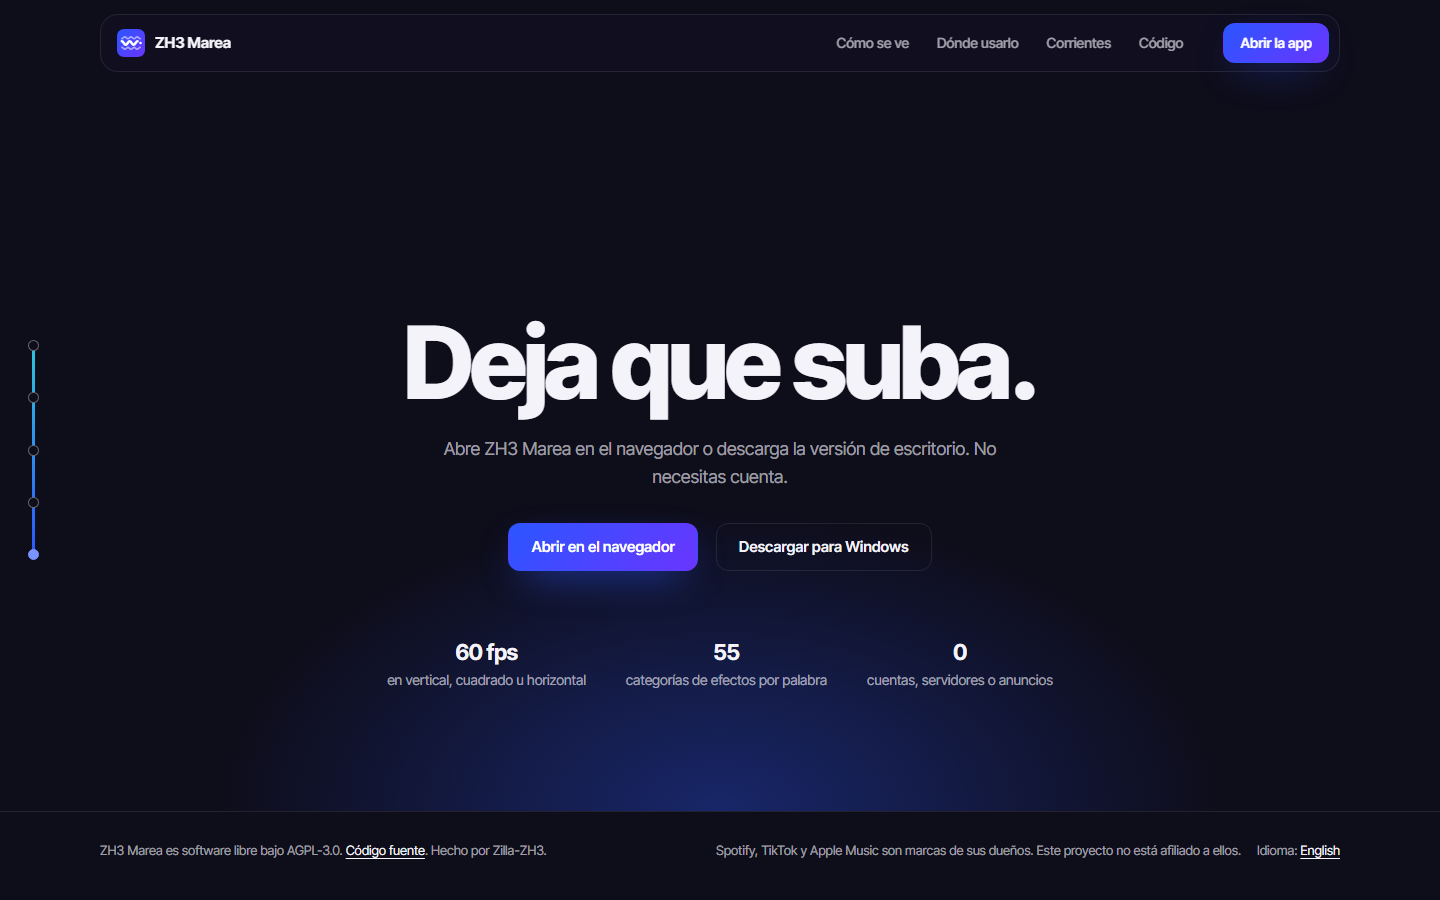 ZH3 Marea
Cómo se ve
Dónde usarlo
Corrientes
Código
Abrir la app
Deja que suba.
Abre ZH3 Marea en el navegador o descarga la versión de escritorio. No
necesitas cuenta.
Abrir en el navegador
Descargar para Windows
60 fps
en vertical, cuadrado u horizontal
55
categorías de efectos por palabra
0
cuentas, servidores o anuncios
ZH3 Marea es software libre bajo AGPL-3.0. Código fuente. Hecho por Zilla-ZH3.
Spotify, TikTok y Apple Music son marcas de sus dueños. Este proyecto no está afiliado a ellos.
Idioma: English